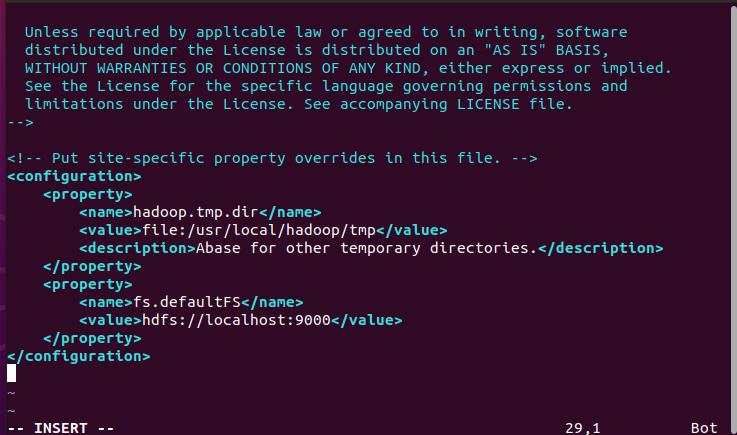 Unless required by applicable law or agreed to in writing, software
distributed under the License is distributed on an "AS IS" BASIS,
WITHOUT WARRANTIES OR CONDITIONS OF ANY KIND, either express or implied.
See the License for the specific language governing permissions and
limitations under the License. See accompanying LICENSE file.
-->
<!-- Put site-specific property overrides in this file. -->
<configuration>
<property>
<name>hadoop.tmp.dir</name>
<value>file:/usr/local/hadoop/tmp</value>
<description>Abase for other temporary directories.</description>
</property>
<property>
<name>fs.defaultFS</name>
<value>hdfs://localhost:9000</value>
</property>
</configuration>
~
~
-- INSERT -- 29,1 Bot